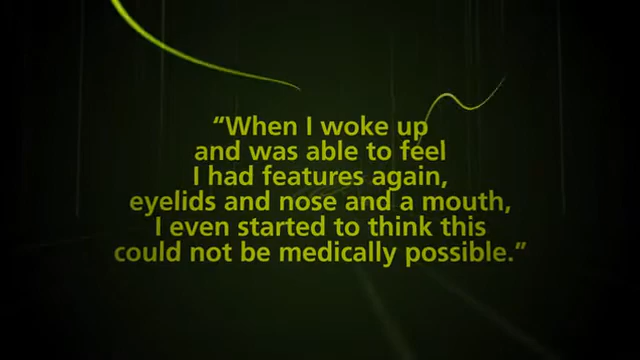 “When I woke up
and was able to feel
I had features again,
eyelids and nose and a mouth,
I even started to think this
could not be medically possible.”